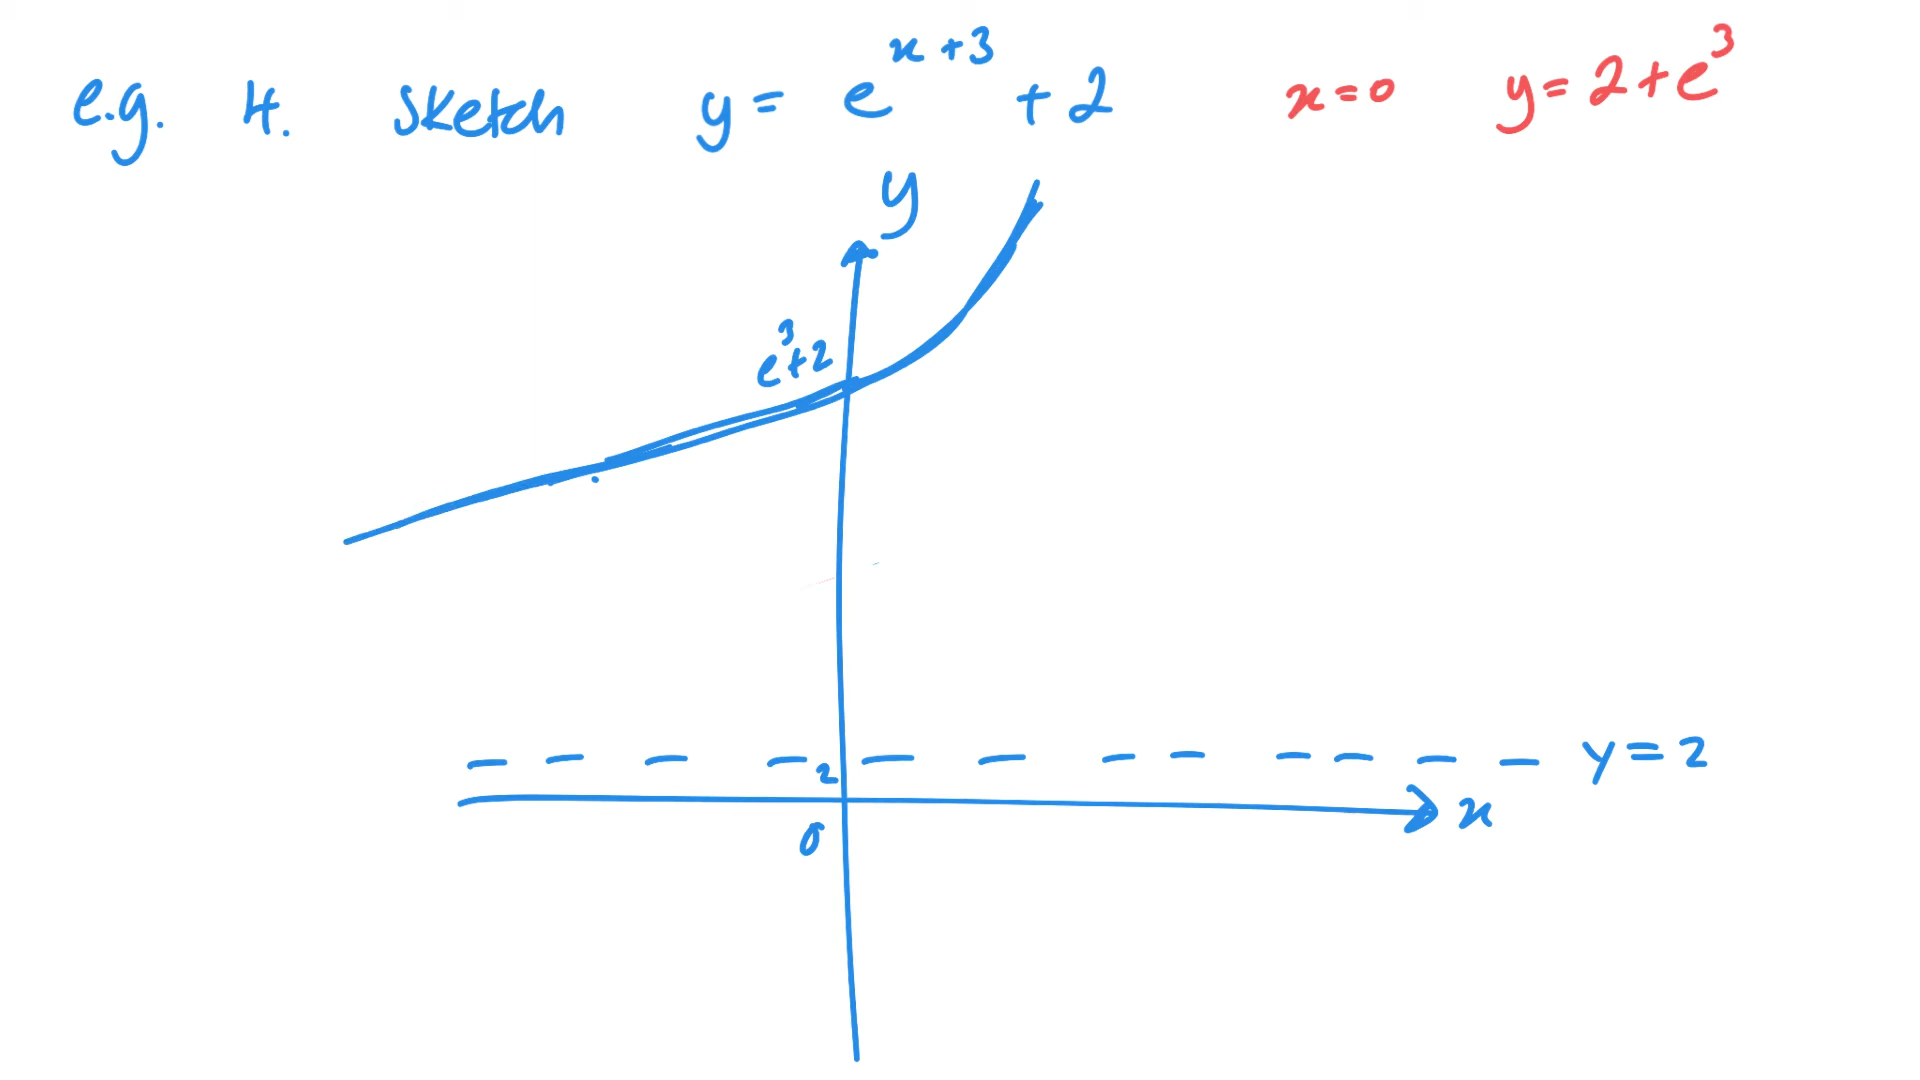 e.g. 4. Sketch y = e^{x+3} + 2 x=0 y=2+e^3
y
e^3+2
2
y=2
x
0